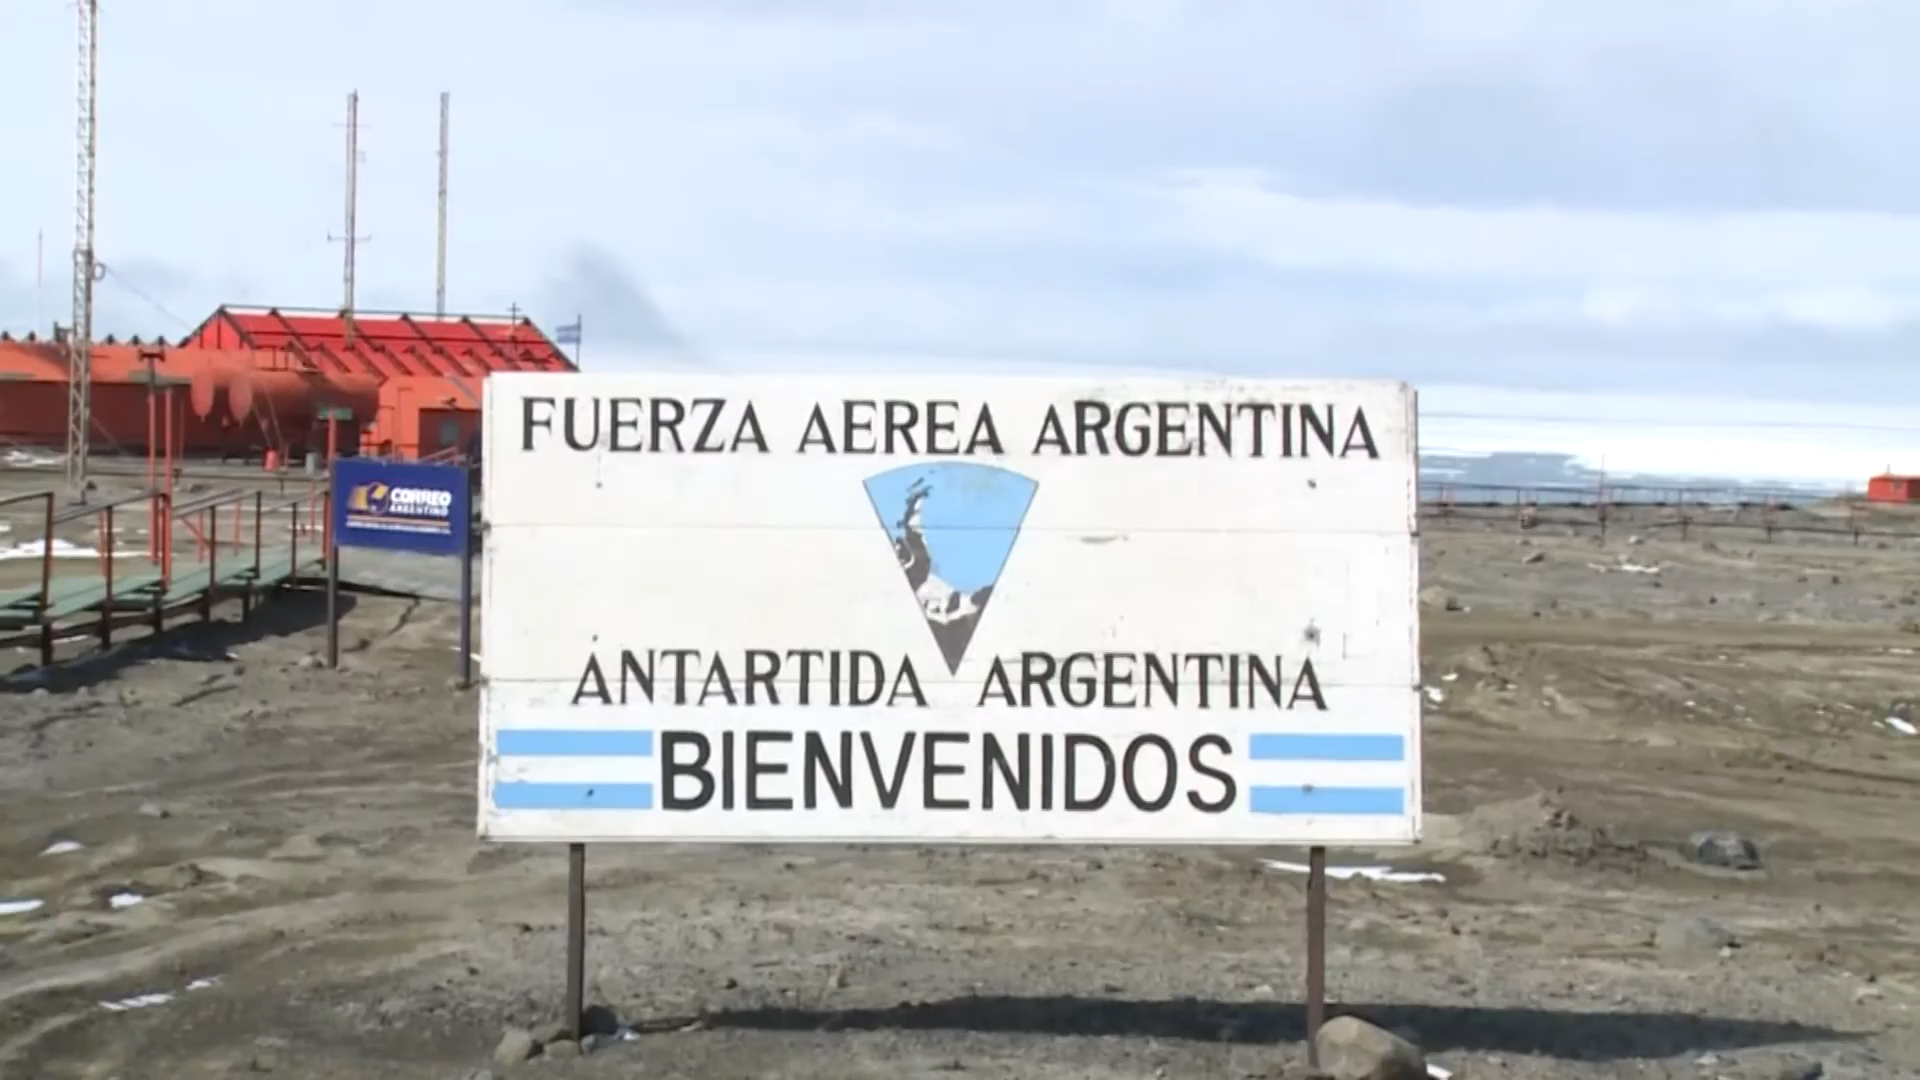 FUERZA AEREA ARGENTINA
ANTARTIDA ARGENTINA
BIENVENIDOS
CORREO
ARGENTINO